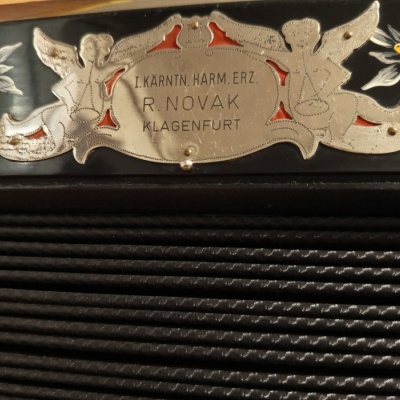 I. KÄRNTN. HARM. ERZ.
R. NOVAK
KLAGENFURT